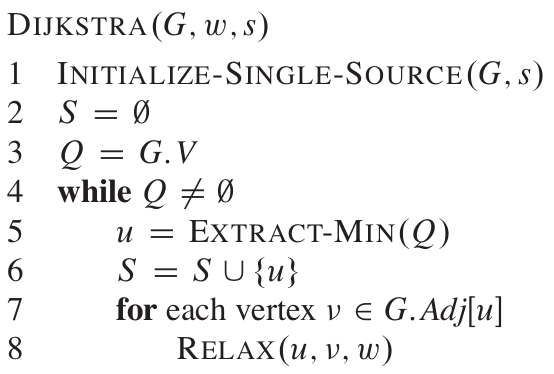 DIJKSTRA(G, w, s)
1 INITIALIZE-SINGLE-SOURCE(G, s)
2 S = ∅
3 Q = G.V
4 while Q ≠ ∅
5 u = EXTRACT-MIN(Q)
6 S = S ∪ {u}
7 for each vertex ν ∈ G.Adj[u]
8 RELAX(u, ν, w)